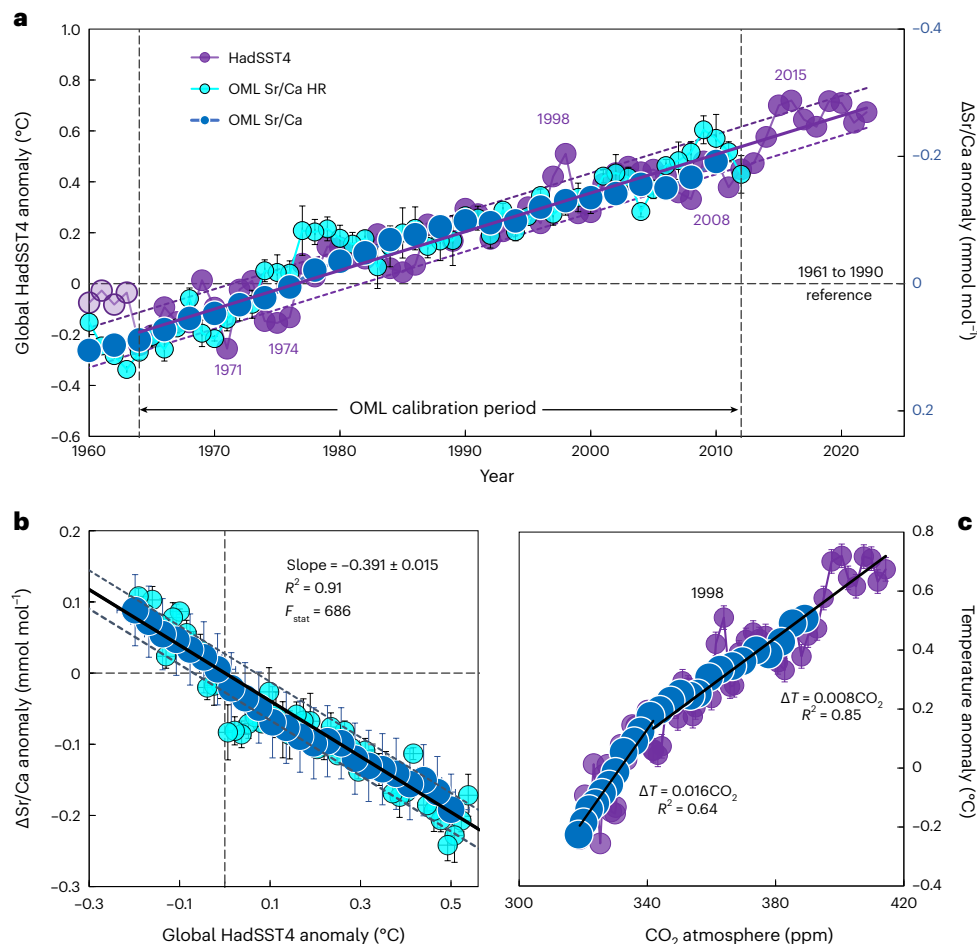 a
1.0
0.8
0.6
0.4
0.2
0
−0.2
−0.4
−0.6
Global HadSST4 anomaly (°C)
HadSST4
OML Sr/Ca HR
OML Sr/Ca
1998
2015
2008
1971
1974
1961 to 1990
reference
OML calibration period
−0.4
−0.2
0
0.2
ΔSr/Ca anomaly (mmol mol⁻¹)
1960
1970
1980
1990
2000
2010
2020
Year
b
0.2
0.1
0
−0.1
−0.2
−0.3
ΔSr/Ca anomaly (mmol mol⁻¹)
Slope = −0.391 ± 0.015
R² = 0.91
Fstat = 686
−0.3
−0.1
0.1
0.3
0.5
Global HadSST4 anomaly (°C)
c
0.8
0.6
0.4
0.2
0
−0.2
−0.4
Temperature anomaly (°C)
1998
ΔT = 0.008CO₂
R² = 0.85
ΔT = 0.016CO₂
R² = 0.64
300
340
380
420
CO₂ atmosphere (ppm)